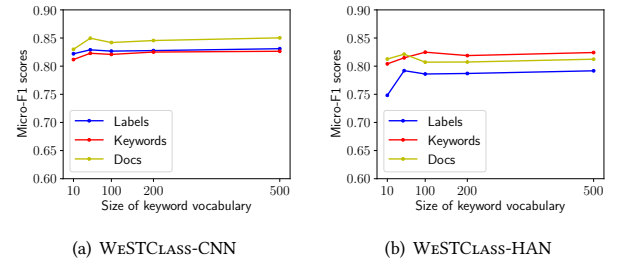 0.90
0.85
0.80
0.75
0.70
0.65
0.60
Micro-F1 scores
Labels
Keywords
Docs
10 100 200 500
Size of keyword vocabulary
(a) WESTCLASS-CNN
0.90
0.85
0.80
0.75
0.70
0.65
0.60
Micro-F1 scores
Labels
Keywords
Docs
10 100 200 500
Size of keyword vocabulary
(b) WESTCLASS-HAN